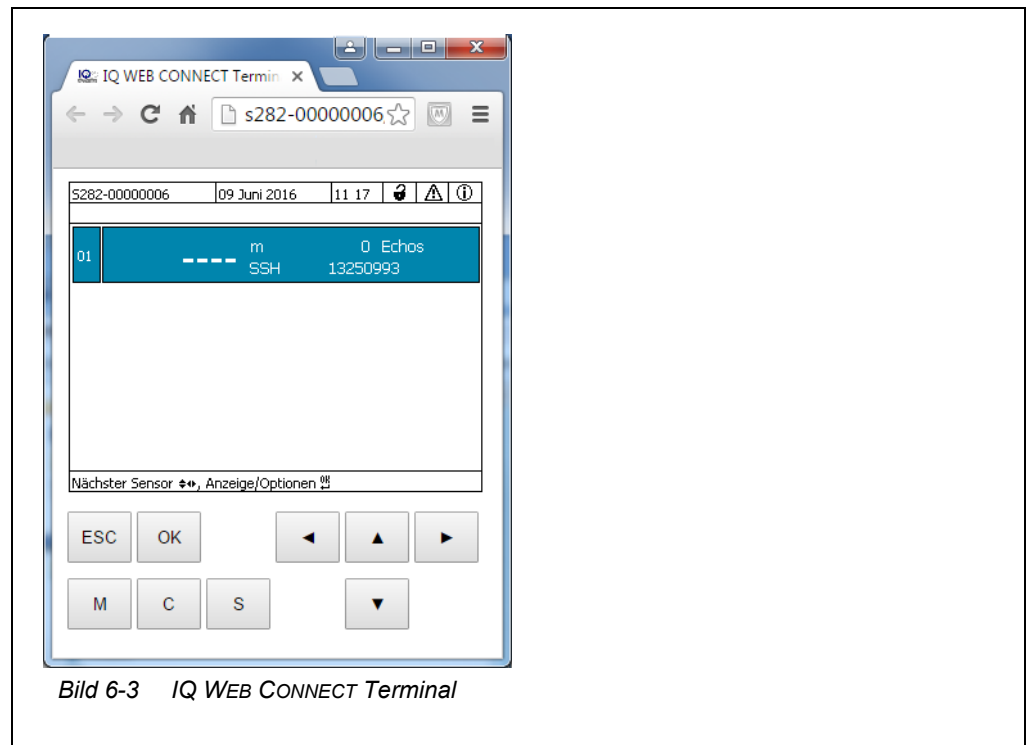 IQ WEB CONNECT Termin
s282-00000006
S282-00000006 09 Juni 2016 11 17
01 ---- m 0 Echos
SSH 13250993
Nächster Sensor, Anzeige/Optionen OK
ESC OK
M C S
Bild 6-3 IQ WEB CONNECT Terminal